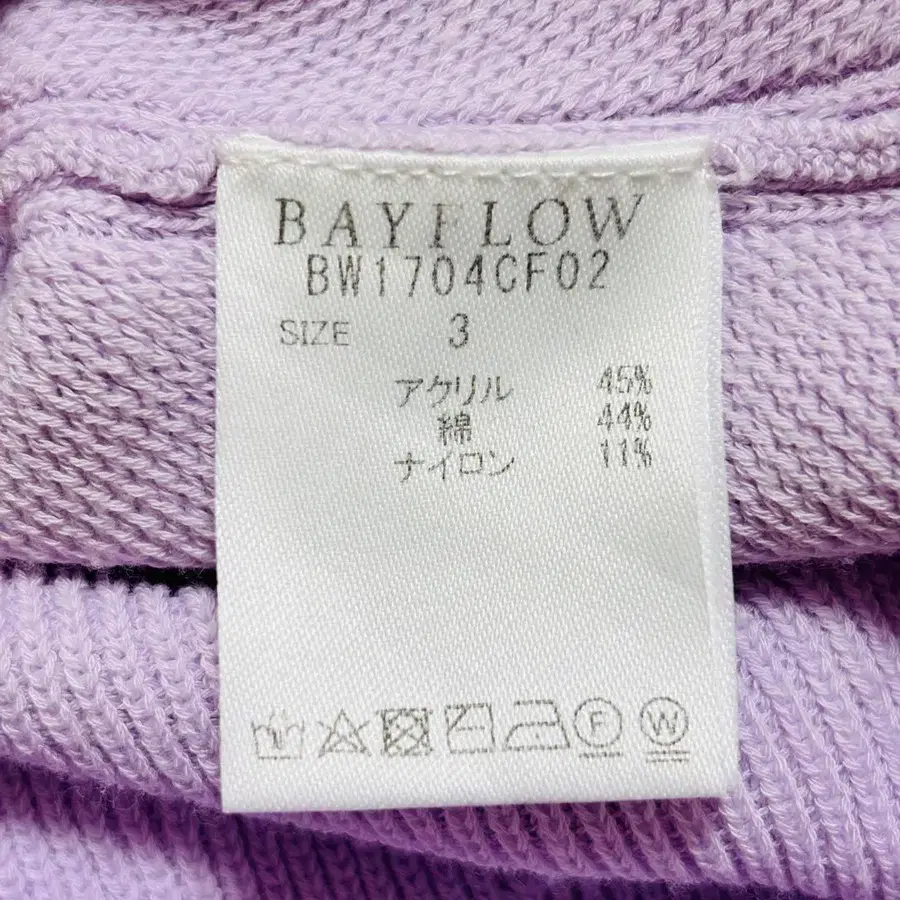 BAYFLOW
BW1704CF02
SIZE 3
アクリル 45%
綿 44%
ナイロン 11%
F W